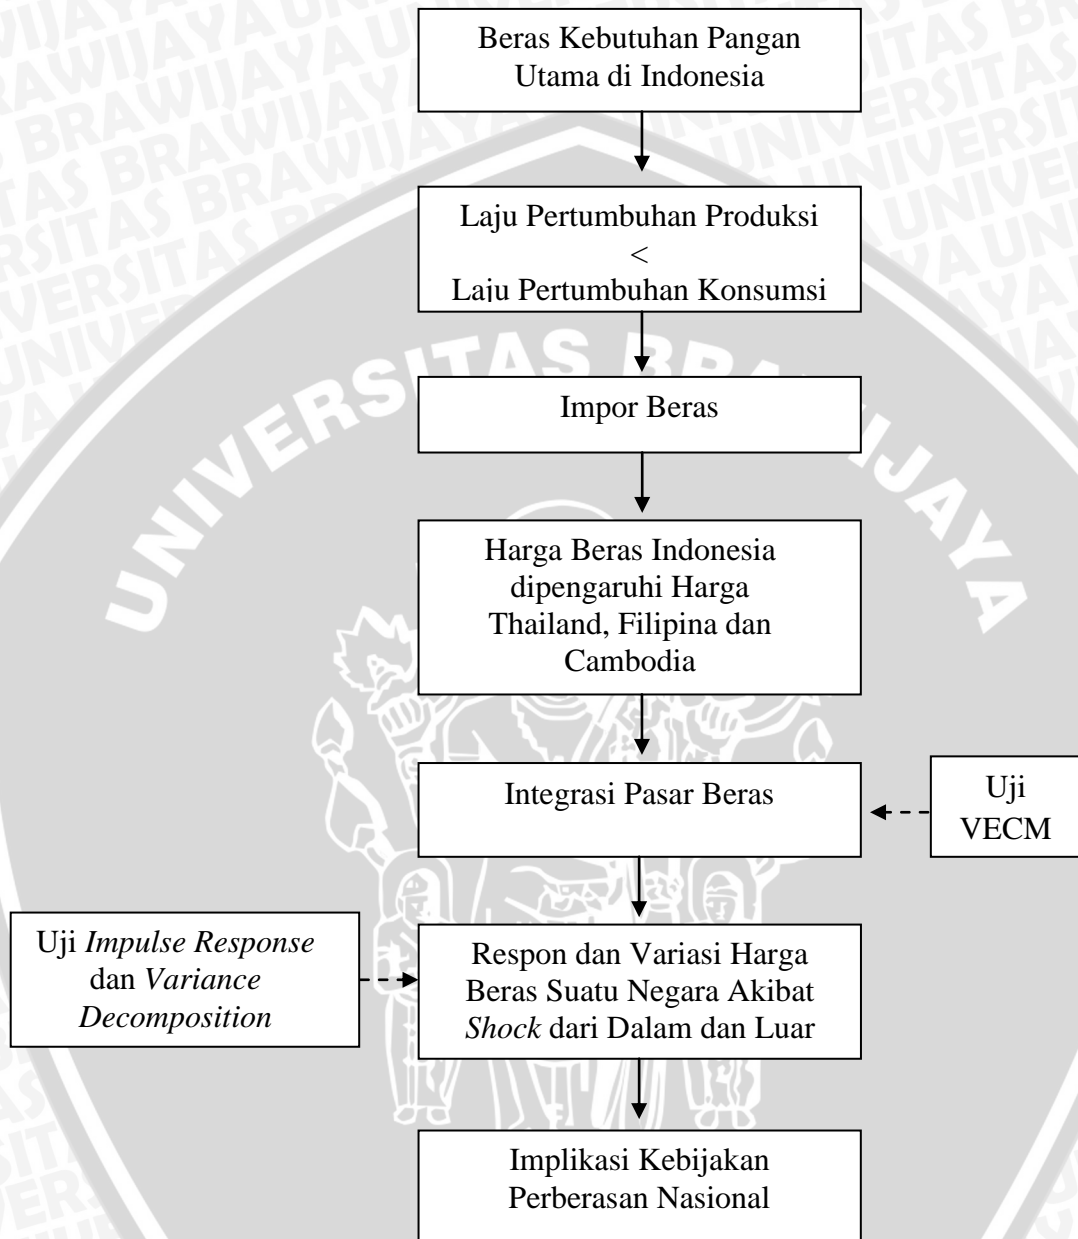 Beras Kebutuhan Pangan
Utama di Indonesia
Laju Pertumbuhan Produksi
<
Laju Pertumbuhan Konsumsi
Impor Beras
Harga Beras Indonesia
dipengaruhi Harga
Thailand, Filipina dan
Cambodia
Integrasi Pasar Beras
Uji
VECM
Uji Impulse Response
dan Variance
Decomposition
Respon dan Variasi Harga
Beras Suatu Negara Akibat
Shock dari Dalam dan Luar
Implikasi Kebijakan
Perberasan Nasional
UNIVERSITAS BRAWIJAYA